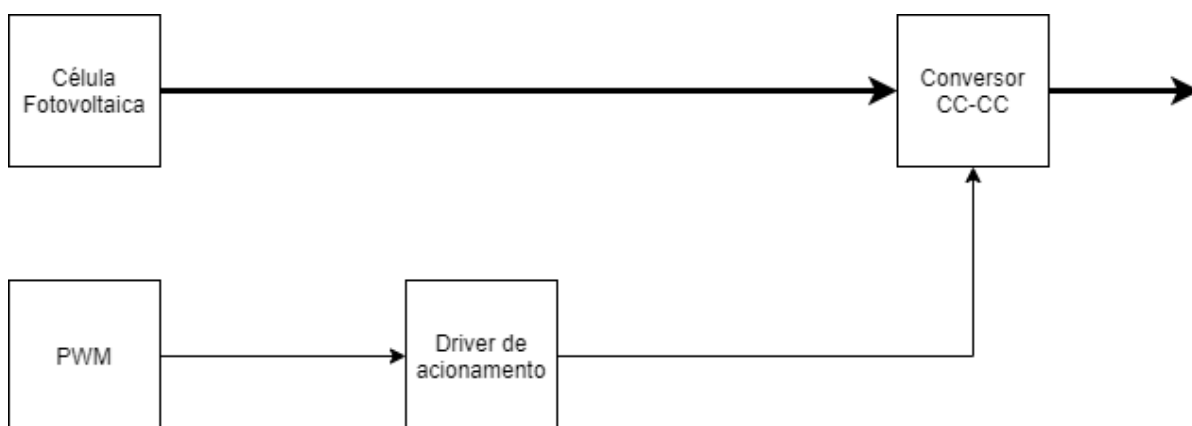 Célula
Fotovoltaica
Conversor
CC-CC
PWM
Driver de
acionamento